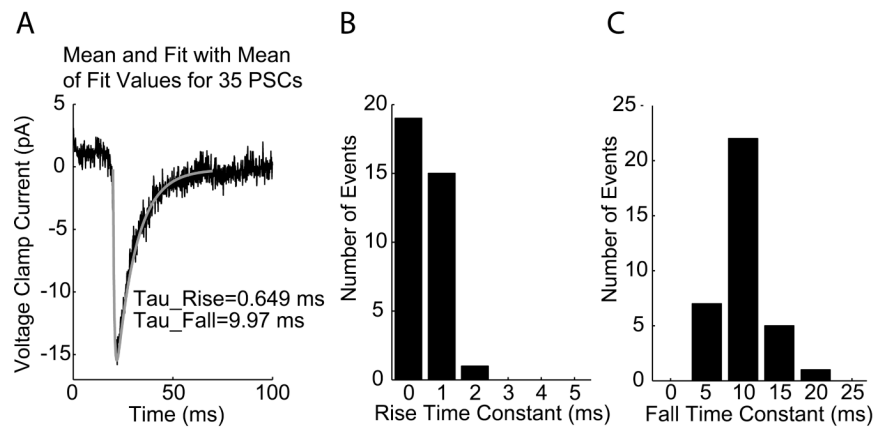 A
Mean and Fit with Mean
of Fit Values for 35 PSCs
Voltage Clamp Current (pA)
5
0
-5
-10
-15
Tau_Rise=0.649 ms
Tau_Fall=9.97 ms
0 50 100
Time (ms)
B
Number of Events
20
15
10
5
0
0 1 2 3 4 5
Rise Time Constant (ms)
C
Number of Events
25
20
15
10
5
0
0 5 10 15 20 25
Fall Time Constant (ms)